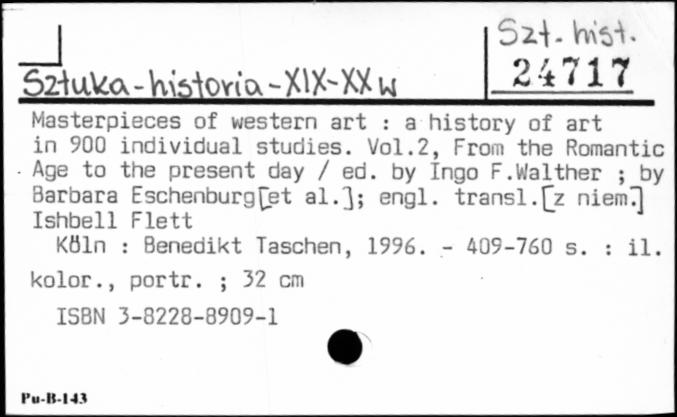 Szt. hist.
24717
Sztuka-historia-XIX-XX w
Masterpieces of western art : a history of art
in 900 individual studies. Vol.2, From the Romantic
Age to the present day / ed. by Ingo F.Walther ; by
Barbara Eschenburg[et al.]; engl. transl.[z niem.]
Ishbell Flett
Köln : Benedikt Taschen, 1996. - 409-760 s. : il.
kolor., portr. ; 32 cm
ISBN 3-8228-8909-1
Pu-B-143